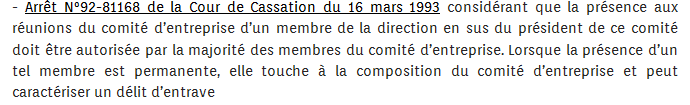 - Arrêt N°92-81168 de la Cour de Cassation du 16 mars 1993 considérant que la présence aux
réunions du comité d'entreprise d'un membre de la direction en sus du président de ce comité
doit être autorisée par la majorité des membres du comité d'entreprise. Lorsque la présence d'un
tel membre est permanente, elle touche à la composition du comité d'entreprise et peut
caractériser un délit d'entrave